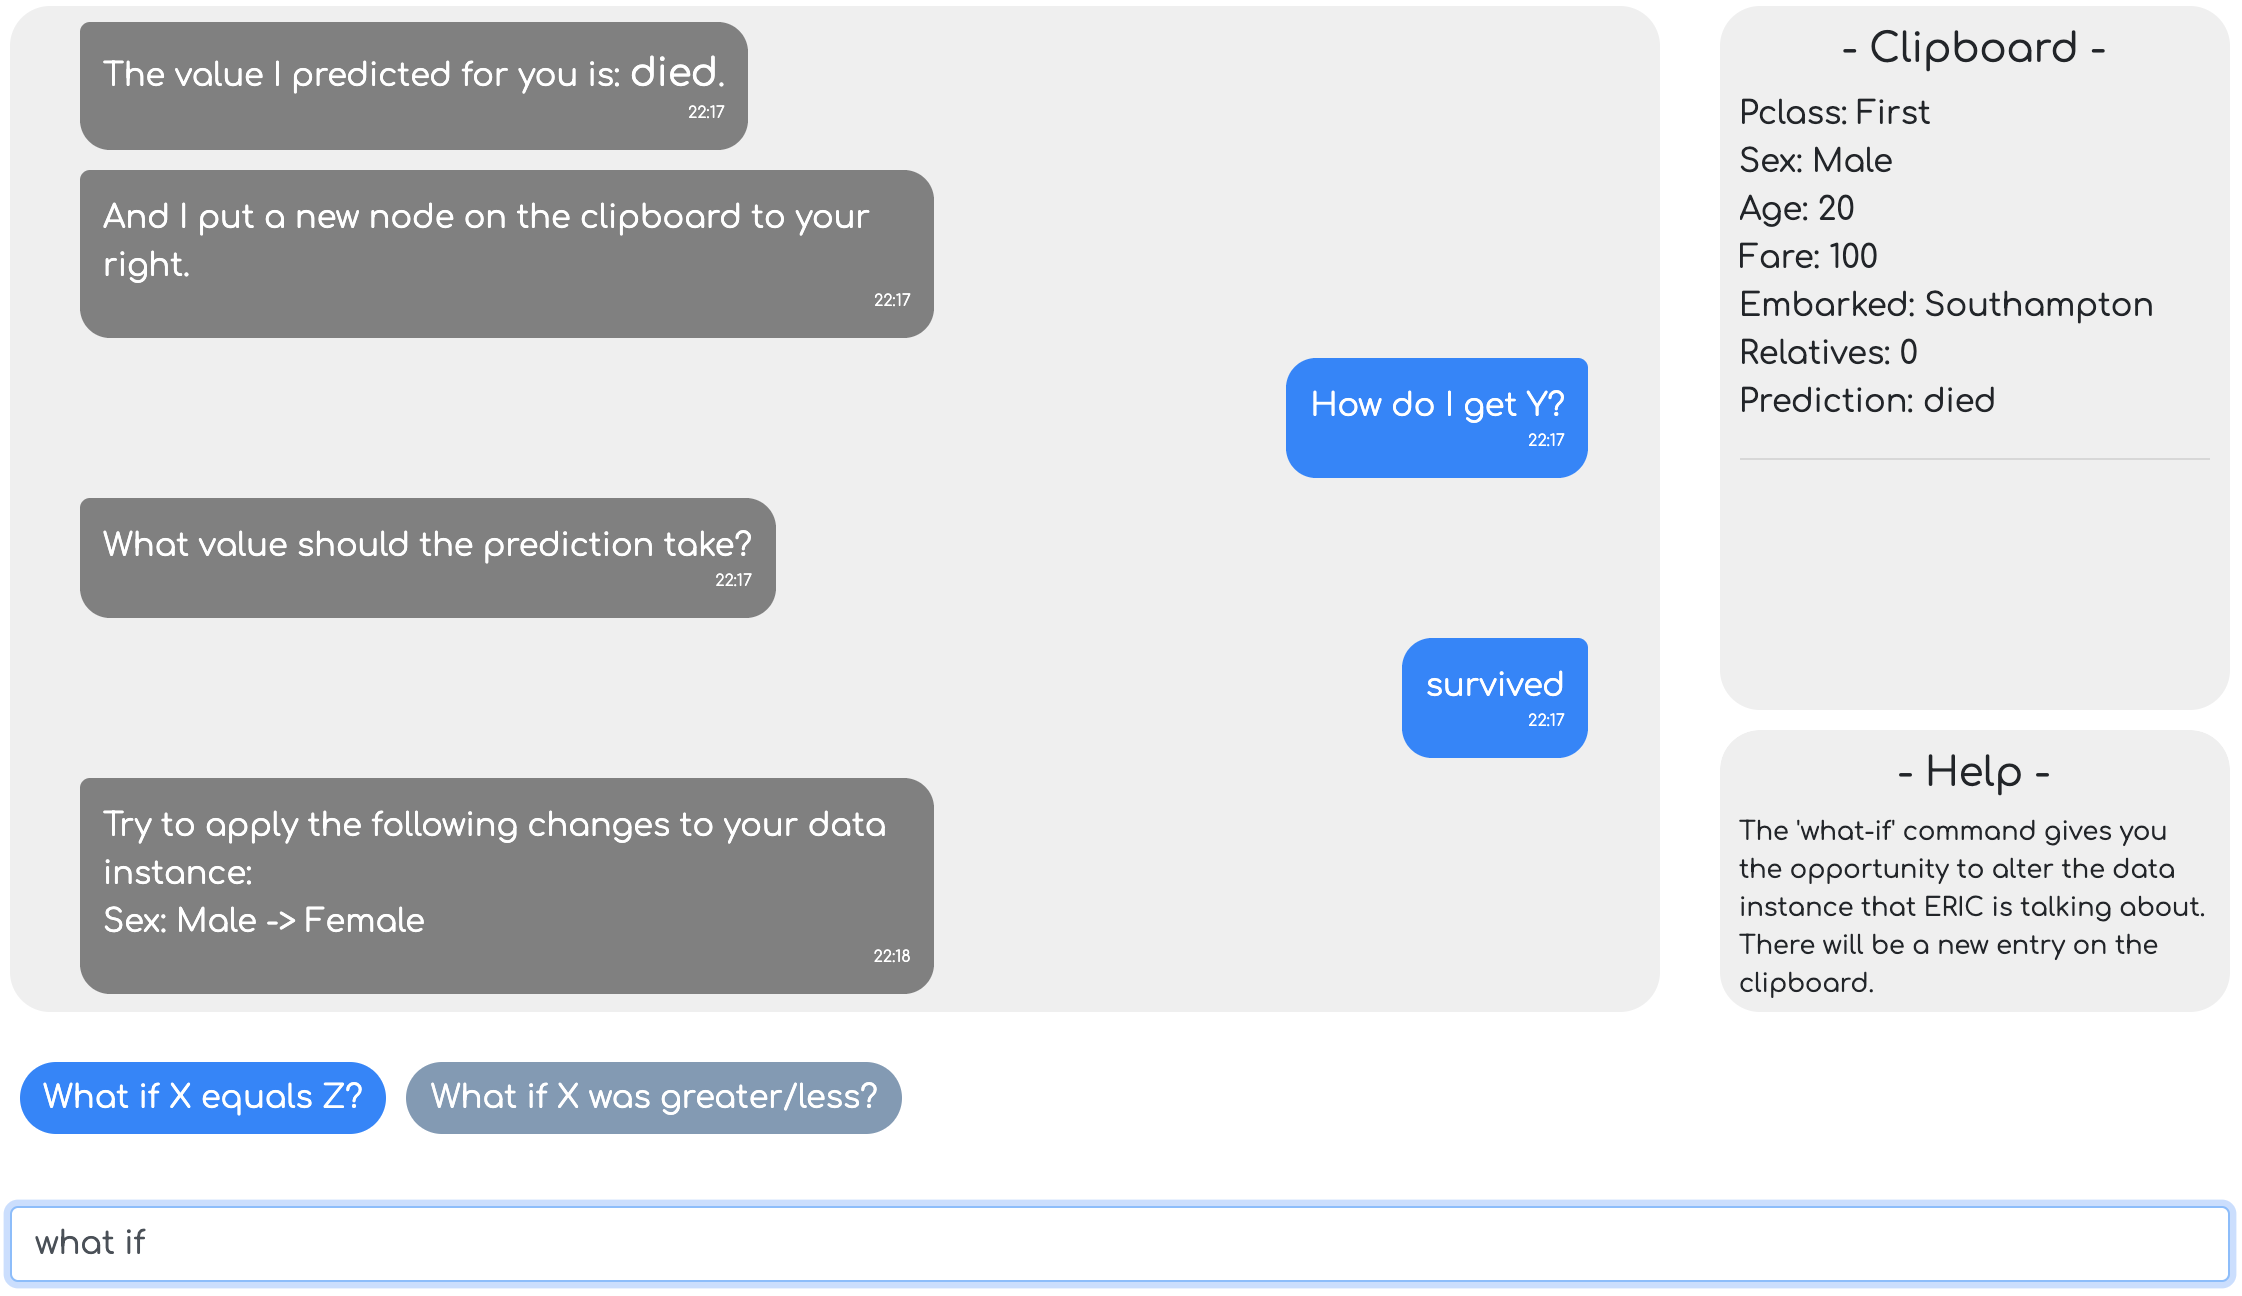 The value I predicted for you is: died.
22:17
And I put a new node on the clipboard to your
right.
22:17
How do I get Y?
22:17
What value should the prediction take?
22:17
survived
22:17
Try to apply the following changes to your data
instance:
Sex: Male -> Female
22:18
What if X equals Z?
What if X was greater/less?
what if
- Clipboard -
Pclass: First
Sex: Male
Age: 20
Fare: 100
Embarked: Southampton
Relatives: 0
Prediction: died
- Help -
The 'what-if' command gives you
the opportunity to alter the data
instance that ERIC is talking about.
There will be a new entry on the
clipboard.